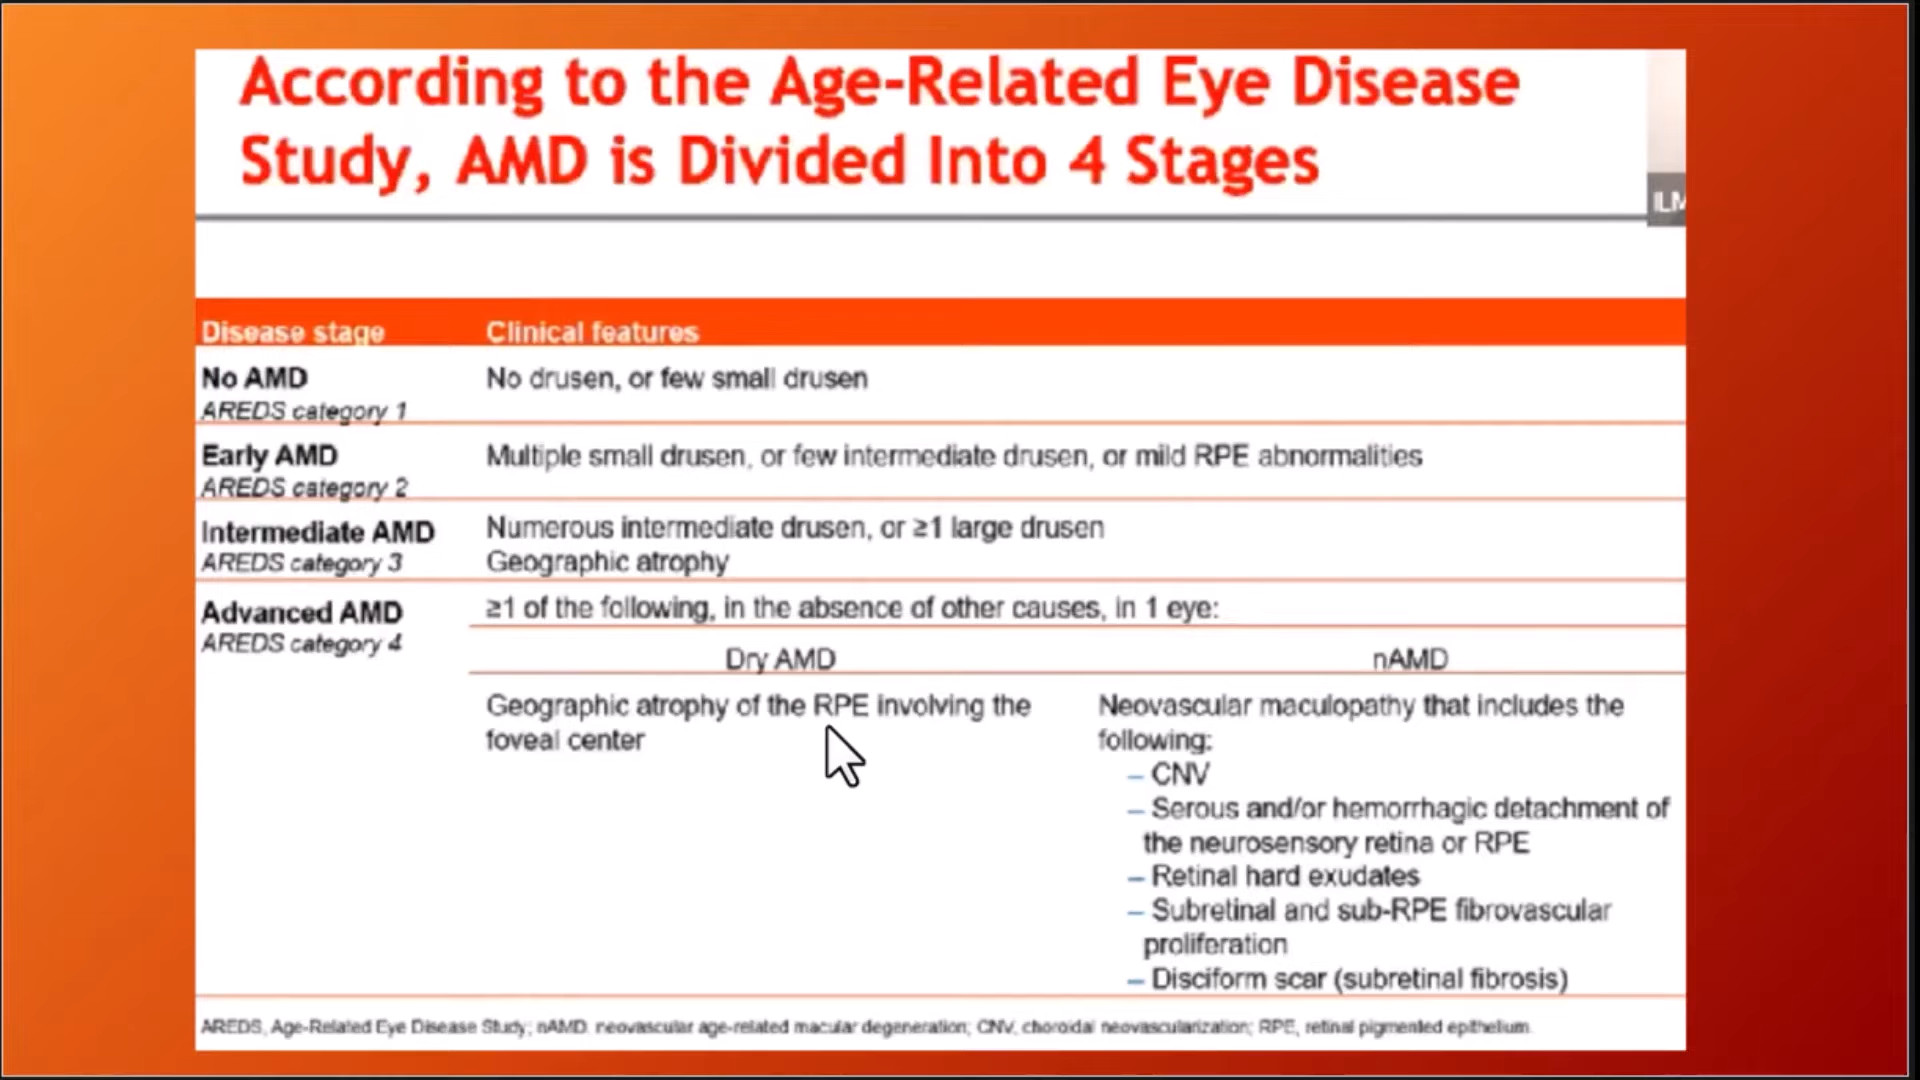 According to the Age-Related Eye Disease
Study, AMD is Divided Into 4 Stages
ILM
Disease stage Clinical features
No AMD No drusen, or few small drusen
AREDS category 1
Early AMD Multiple small drusen, or few intermediate drusen, or mild RPE abnormalities
AREDS category 2
Intermediate AMD Numerous intermediate drusen, or ≥1 large drusen
AREDS category 3 Geographic atrophy
Advanced AMD ≥1 of the following, in the absence of other causes, in 1 eye:
AREDS category 4
Dry AMD nAMD
Geographic atrophy of the RPE involving the
foveal center
Neovascular maculopathy that includes the
following:
– CNV
– Serous and/or hemorrhagic detachment of
the neurosensory retina or RPE
– Retinal hard exudates
– Subretinal and sub-RPE fibrovascular
proliferation
– Disciform scar (subretinal fibrosis)
AREDS, Age-Related Eye Disease Study; nAMD, neovascular age-related macular degeneration; CNV, choroidal neovascularization; RPE, retinal pigmented epithelium.